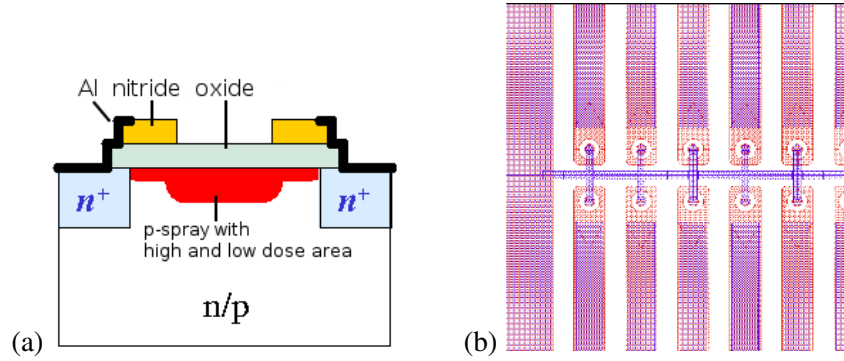 Al nitride oxide
n+ n+
p-spray with
high and low dose area
n/p
(a) (b)